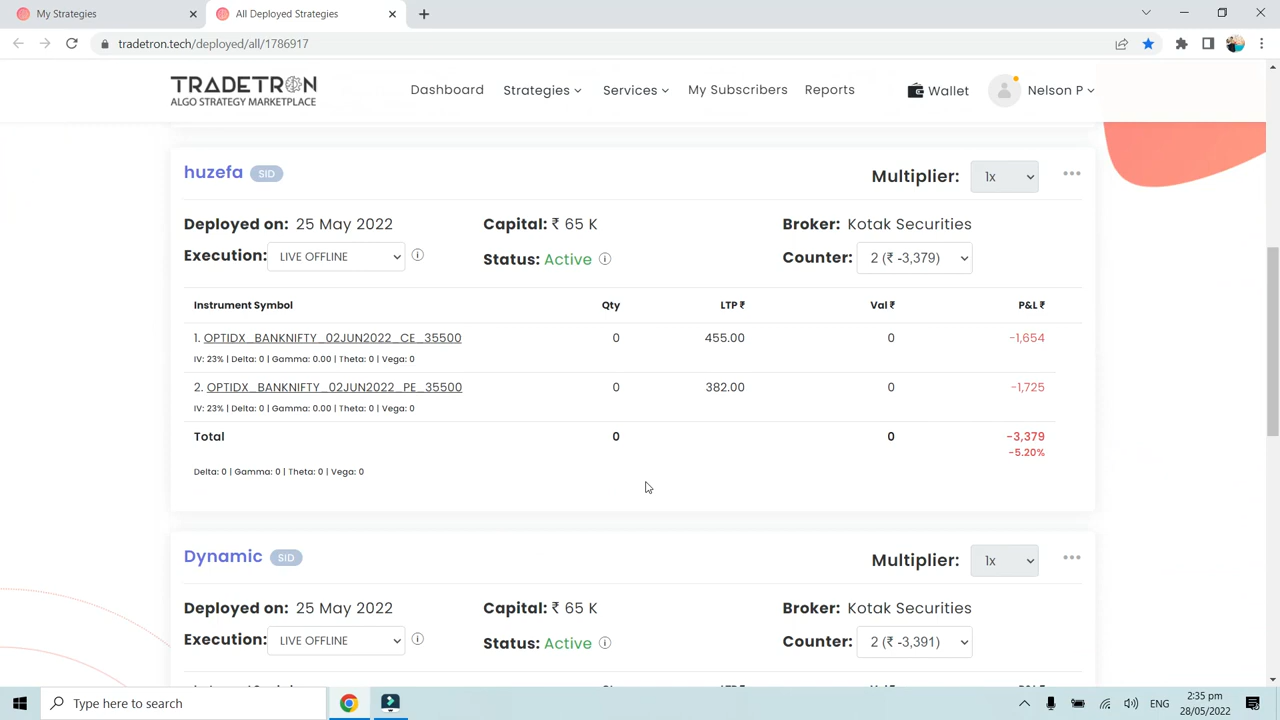 My Strategies
All Deployed Strategies
tradetron.tech/deployed/all/1786917
TRADETRON
ALGO STRATEGY MARKETPLACE
Dashboard Strategies Services My Subscribers Reports Wallet Nelson P
huzefa SID Multiplier: 1x
Deployed on: 25 May 2022 Capital: ₹ 65 K Broker: Kotak Securities
Execution: LIVE OFFLINE Status: Active Counter: 2 (₹ -3,379)
Instrument Symbol Qty LTP ₹ Val ₹ P&L ₹
1. OPTIDX_BANKNIFTY_02JUN2022_CE_35500 0 455.00 0 -1,654
IV: 23% | Delta: 0 | Gamma: 0.00 | Theta: 0 | Vega: 0
2. OPTIDX_BANKNIFTY_02JUN2022_PE_35500 0 382.00 0 -1,725
IV: 23% | Delta: 0 | Gamma: 0.00 | Theta: 0 | Vega: 0
Total 0 0 -3,379
-5.20%
Delta: 0 | Gamma: 0 | Theta: 0 | Vega: 0
Dynamic SID Multiplier: 1x
Deployed on: 25 May 2022 Capital: ₹ 65 K Broker: Kotak Securities
Execution: LIVE OFFLINE Status: Active Counter: 2 (₹ -3,391)
Type here to search
ENG
2:35 pm
28/05/2022